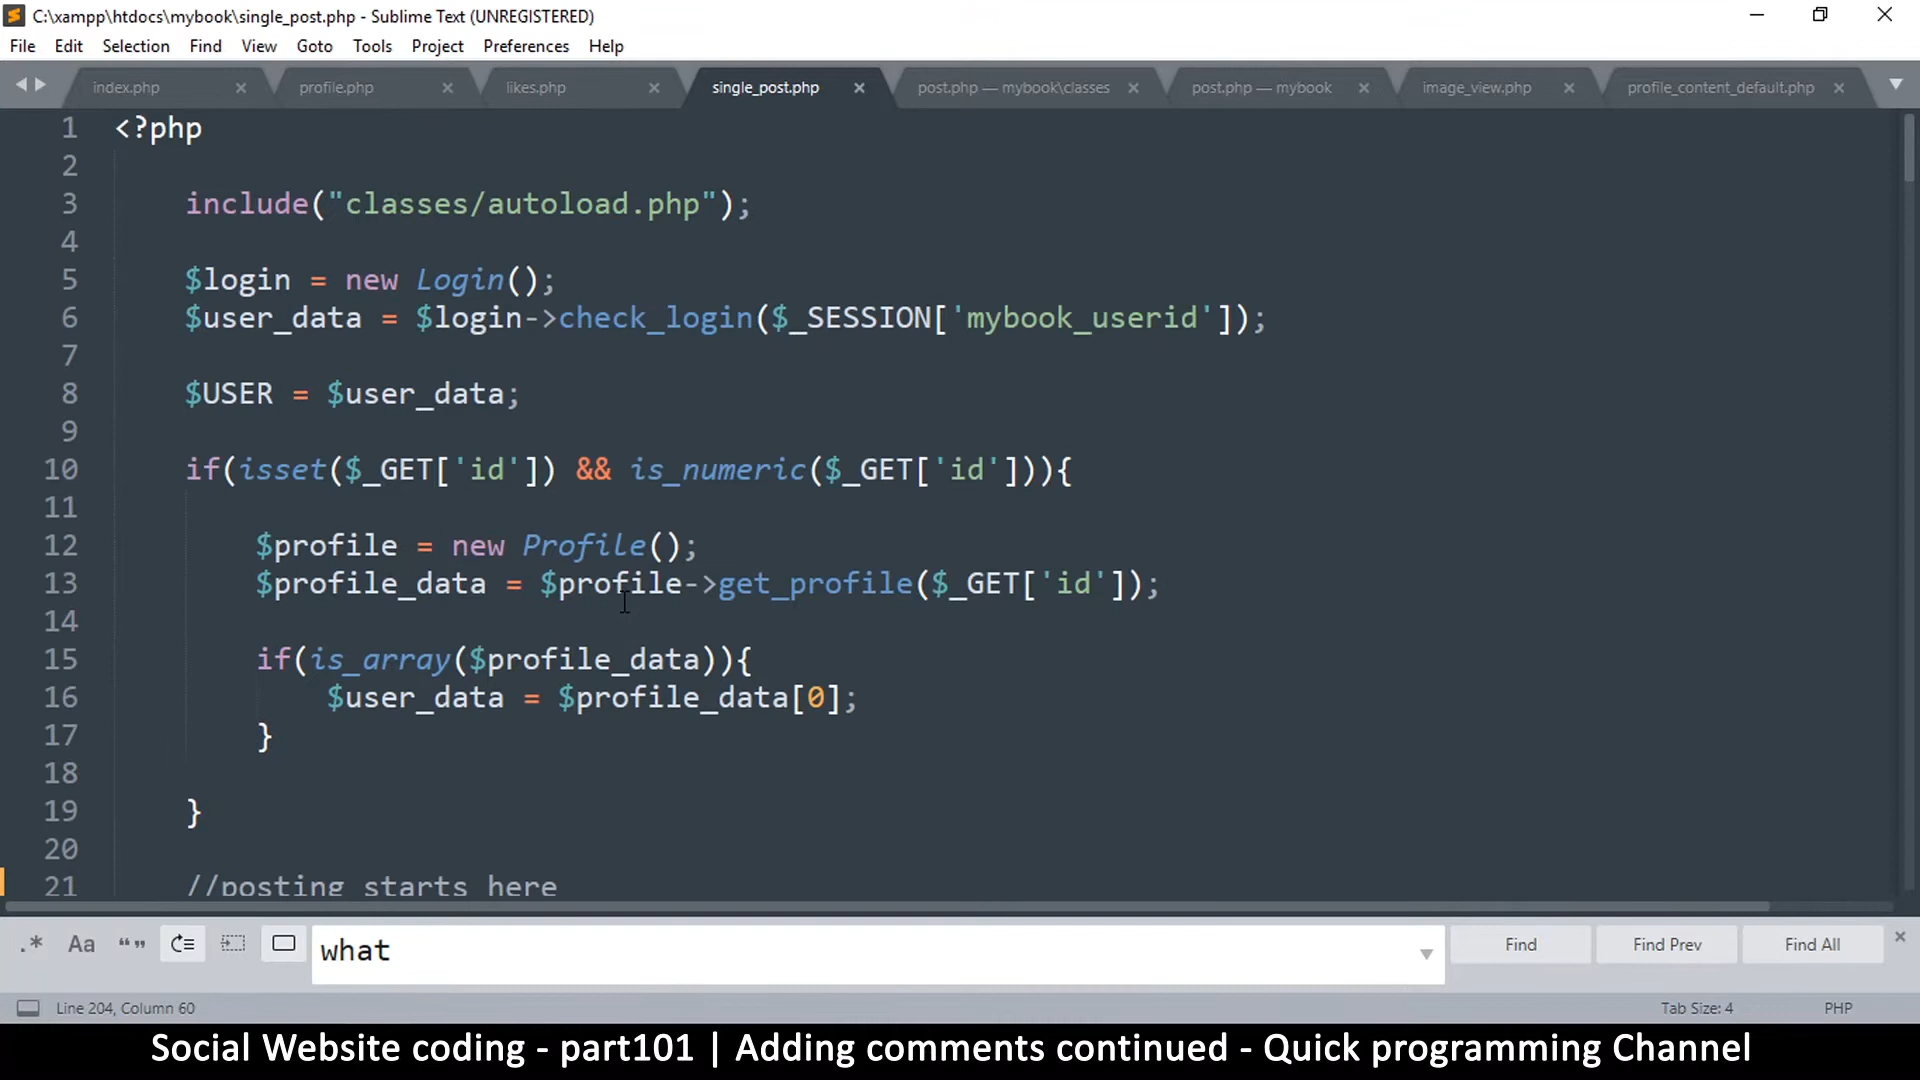 C:\xampp\htdocs\mybook\single_post.php - Sublime Text (UNREGISTERED)
File Edit Selection Find View Goto Tools Project Preferences Help
index.php profile.php likes.php single_post.php post.php — mybook\classes post.php — mybook image_view.php profile_content_default.php
1 <?php
2
3 include("classes/autoload.php");
4
5 $login = new Login();
6 $user_data = $login->check_login($_SESSION['mybook_userid']);
7
8 $USER = $user_data;
9
10 if(isset($_GET['id']) && is_numeric($_GET['id'])){
11
12 $profile = new Profile();
13 $profile_data = $profile->get_profile($_GET['id']);
14
15 if(is_array($profile_data)){
16 $user_data = $profile_data[0];
17 }
18
19 }
20
21 //posting starts here
.* Aa “” what Find Find Prev Find All
Line 204, Column 60 Tab Size: 4 PHP
Social Website coding - part101 | Adding comments continued - Quick programming Channel